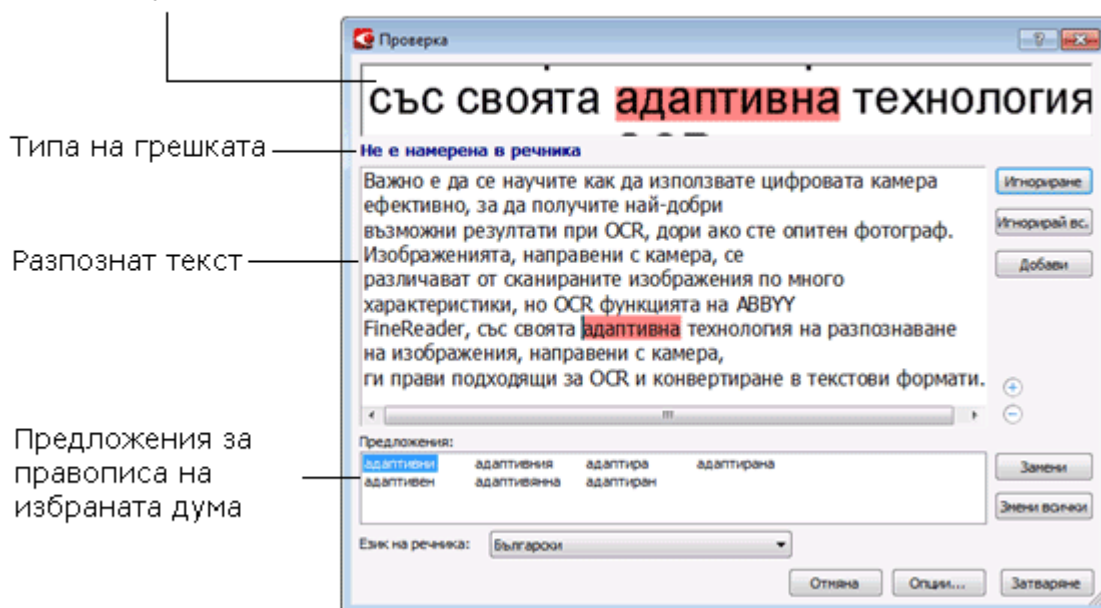 Проверка
със своята адаптивна технология
Типа на грешката
Не е намерена в речника
Важно е да се научите как да използвате цифровата камера
ефективно, за да получите най-добри
възможни резултати при OCR, дори ако сте опитен фотограф.
Разпознат текст
Изображенията, направени с камера, се
различават от сканираните изображения по много
характеристики, но OCR функцията на ABBYY
FineReader, със своята адаптивна технология на разпознаване
на изображения, направени с камера,
ги прави подходящи за OCR и конвертиране в текстови формати.
Игнориране
Игнорирай вс.
Добави
Предложения за
правописа на
избраната дума
Предложения:
адаптивни адаптивния адаптира адаптирана
адаптивен адаптивянна адаптиран
Замени
Змени всички
Език на речника: Български
Отмяна Опции... Затваряне